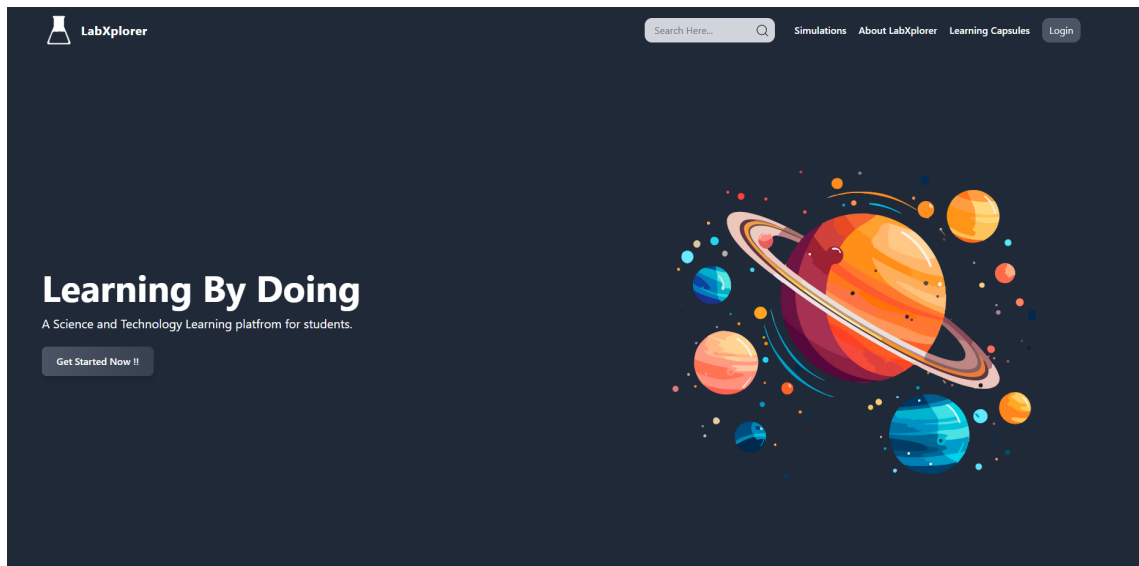 LabXplorer
Search Here...
Simulations
About LabXplorer
Learning Capsules
Login
Learning By Doing
A Science and Technology Learning platfrom for students.
Get Started Now !!